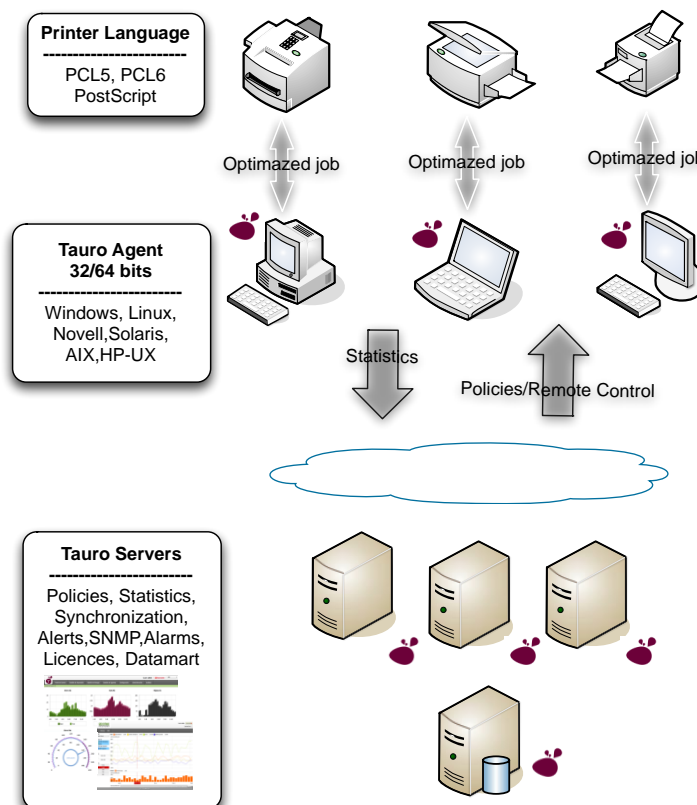 Printer Language
------------------------
PCL5, PCL6
PostScript
Optimazed job
Optimazed job
Optimazed job
Tauro Agent
32/64 bits
------------------------
Windows, Linux,
Novell,Solaris,
AIX,HP-UX
Statistics
Policies/Remote Control
Tauro Servers
------------------------
Policies, Statistics,
Synchronization,
Alerts,SNMP,Alarms,
Licences, Datamart